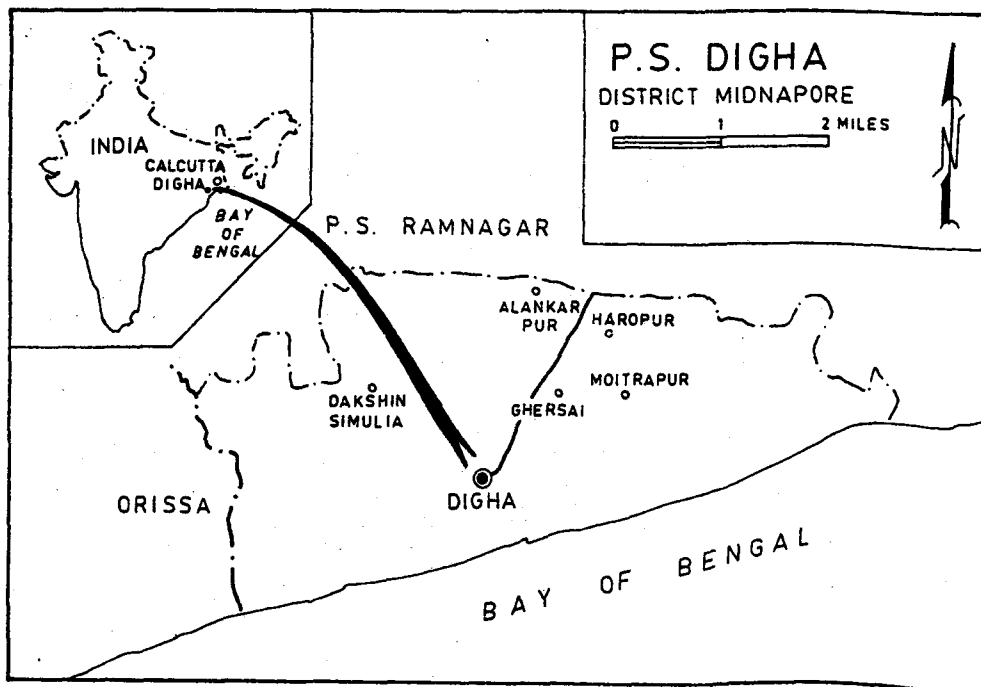 INDIA
CALCUTTA
DIGHA
BAY
OF
BENGAL
P.S. DIGHA
DISTRICT MIDNAPORE
0 1 2 MILES
N
P.S. RAMNAGAR
ALANKAR
PUR
HAROPUR
DAKSHIN
SIMULIA
GHERSAI
MOITRAPUR
ORISSA
DIGHA
BAY OF BENGAL